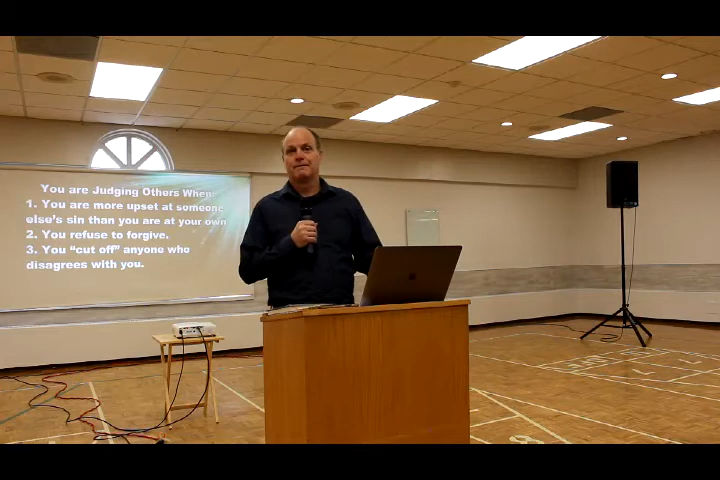 You are Judging Others When:
1. You are more upset at someone
else's sin than you are at your own
2. You refuse to forgive.
3. You “cut off” anyone who
disagrees with you.